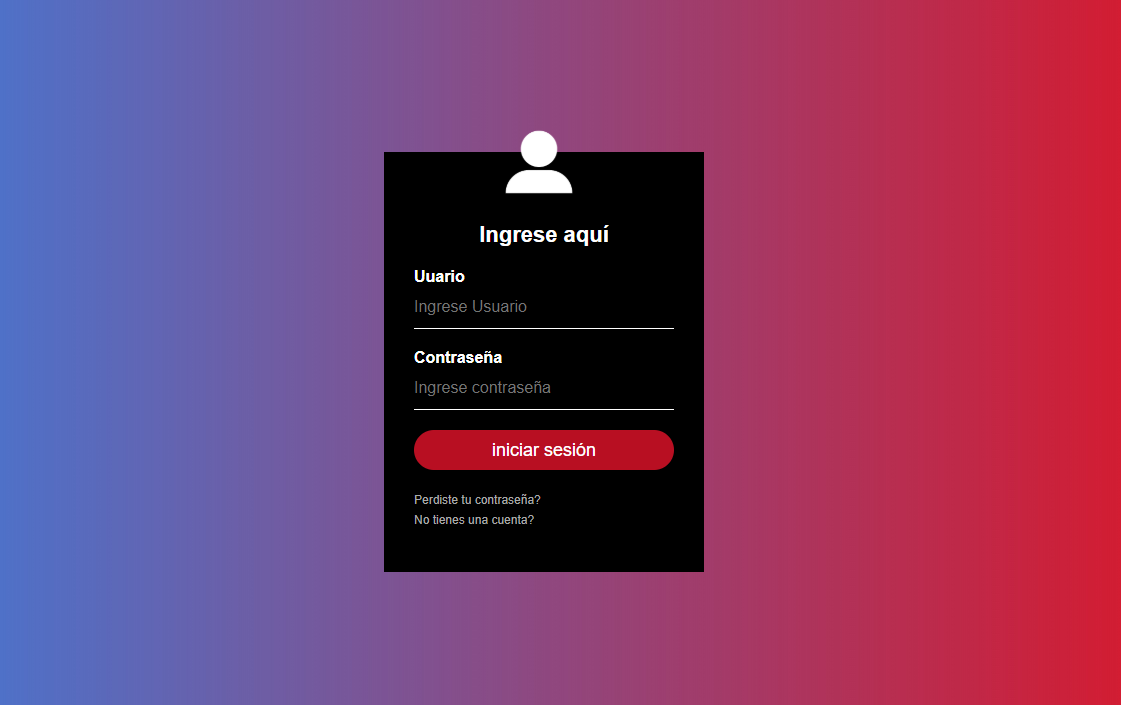 Ingrese aquí
Uuario
Ingrese Usuario
Contraseña
Ingrese contraseña
iniciar sesión
Perdiste tu contraseña?
No tienes una cuenta?